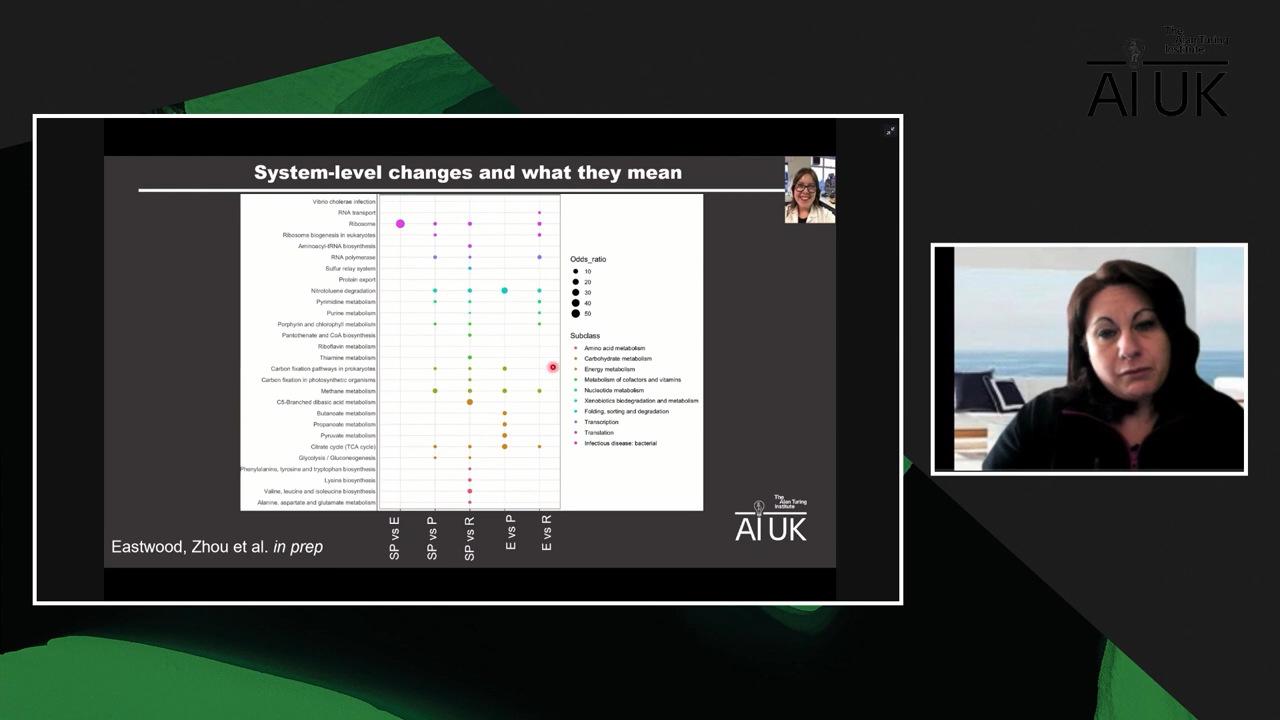 The
Alan Turing
Institute
AI UK
System-level changes and what they mean
Vibrio cholerae infection
RNA transport
Ribosome
Ribosome biogenesis in eukaryotes
Aminoacyl-tRNA biosynthesis
RNA polymerase
Sulfur relay system
Protein export
Nitrotoluene degradation
Pyrimidine metabolism
Purine metabolism
Porphyrin and chlorophyll metabolism
Pantothenate and CoA biosynthesis
Riboflavin metabolism
Thiamine metabolism
Carbon fixation pathways in prokaryotes
Carbon fixation in photosynthetic organisms
Methane metabolism
C5-Branched dibasic acid metabolism
Butanoate metabolism
Propanoate metabolism
Pyruvate metabolism
Citrate cycle (TCA cycle)
Glycolysis / Gluconeogenesis
Phenylalanine, tyrosine and tryptophan biosynthesis
Lysine biosynthesis
Valine, leucine and isoleucine biosynthesis
Alanine, aspartate and glutamate metabolism
SP vs E
SP vs P
SP vs R
E vs P
E vs R
Odds_ratio
10
20
30
40
50
Subclass
Amino acid metabolism
Carbohydrate metabolism
Energy metabolism
Metabolism of cofactors and vitamins
Nucleotide metabolism
Xenobiotics biodegradation and metabolism
Folding, sorting and degradation
Transcription
Translation
Infectious disease: bacterial
The
Alan Turing
Institute
AI UK
Eastwood, Zhou et al. in prep